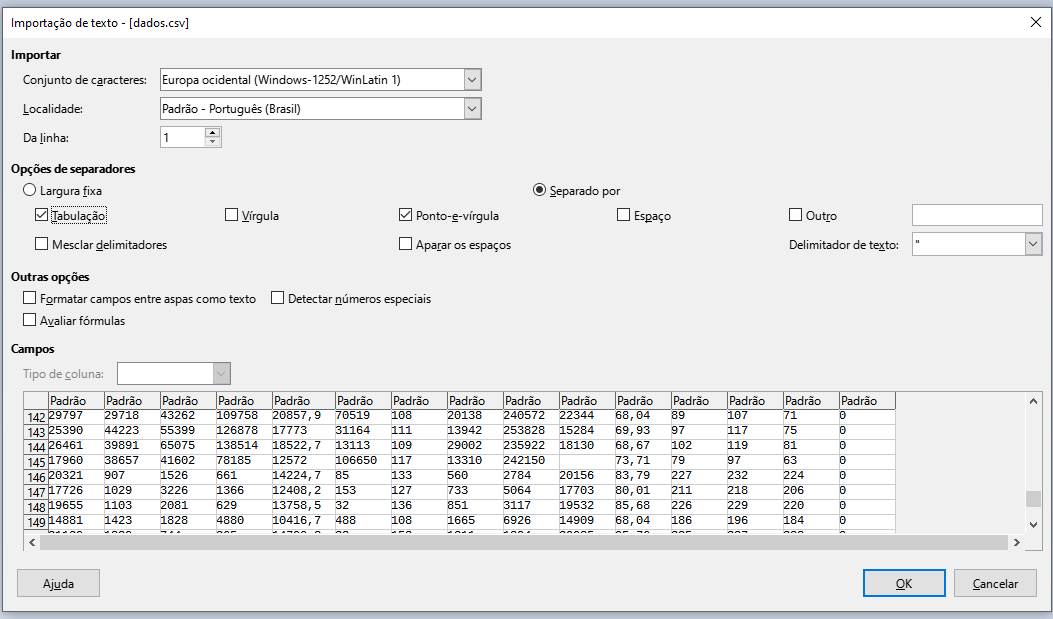 Importação de texto - [dados.csv]
Importar
Conjunto de caracteres: Europa ocidental (Windows-1252/WinLatin 1)
Localidade: Padrão - Português (Brasil)
Da linha: 1
Opções de separadores
Largura fixa Separado por
Tabulação Vírgula Ponto-e-vírgula Espaço Outro
Mesclar delimitadores Aparar os espaços Delimitador de texto: "
Outras opções
Formatar campos entre aspas como texto Detectar números especiais
Avaliar fórmulas
Campos
Tipo de coluna:
Padrão Padrão Padrão Padrão Padrão Padrão Padrão Padrão Padrão Padrão Padrão Padrão Padrão Padrão Padrão
142 29797 29718 43262 109758 20857,9 70519 108 20138 240572 22344 68,04 89 107 71 0
143 25390 44223 55399 126878 17773 31164 111 13942 253828 15284 69,93 97 117 75 0
144 26461 39891 65075 138514 18522,7 13113 109 29002 235922 18130 68,67 102 119 81 0
145 17960 38657 41602 78185 12572 106650 117 13310 242150 73,71 79 97 63 0
146 20321 907 1526 661 14224,7 85 133 560 2784 20156 83,79 227 232 224 0
147 17726 1029 3226 1366 12408,2 153 127 733 5064 17703 80,01 211 218 206 0
148 19655 1103 2081 629 13758,5 32 136 851 3117 19532 85,68 226 229 220 0
149 14881 1423 1828 4880 10416,7 488 108 1665 6926 14909 68,04 186 196 184 0
Ajuda OK Cancelar